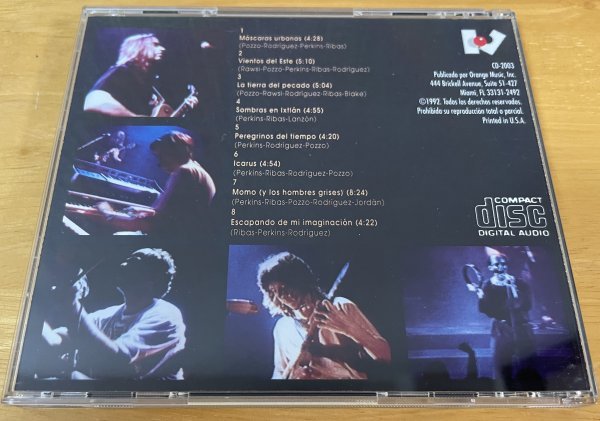 1
Máscaras urbanas (4:28)
(Pozzo-Rodríguez-Perkins-Ribas)
2
Vientos del Este (5:10)
(Rawsi-Pozzo-Perkins-Ribas-Rodríguez)
3
La tierra del pecado (5:04)
(Pozzo-Rawsi-Rodríguez-Ribas-Blake)
4
Sombras en Ixtlán (4:55)
(Perkins-Ribas-Lanzón)
5
Peregrinos del tiempo (4:20)
(Perkins-Rodríguez-Pozzo)
6
Icarus (4:54)
(Perkins-Ribas-Rodríguez-Pozzo)
7
Momo (y los hombres grises) (8:24)
(Perkins-Ribas-Pozzo-Rodríguez-Jordán)
8
Escapando de mi imaginación (4:22)
(Ribas-Perkins-Rodríguez)
CD-2003
Publicado por Orange Music, Inc.
444 Brickell Avenue, Suite 51-427
Miami, FL 33131-2492
©1992. Todos los derechos reservados.
Prohibida su reproducción total o parcial.
Printed in U.S.A.
COMPACT
disc
DIGITAL AUDIO